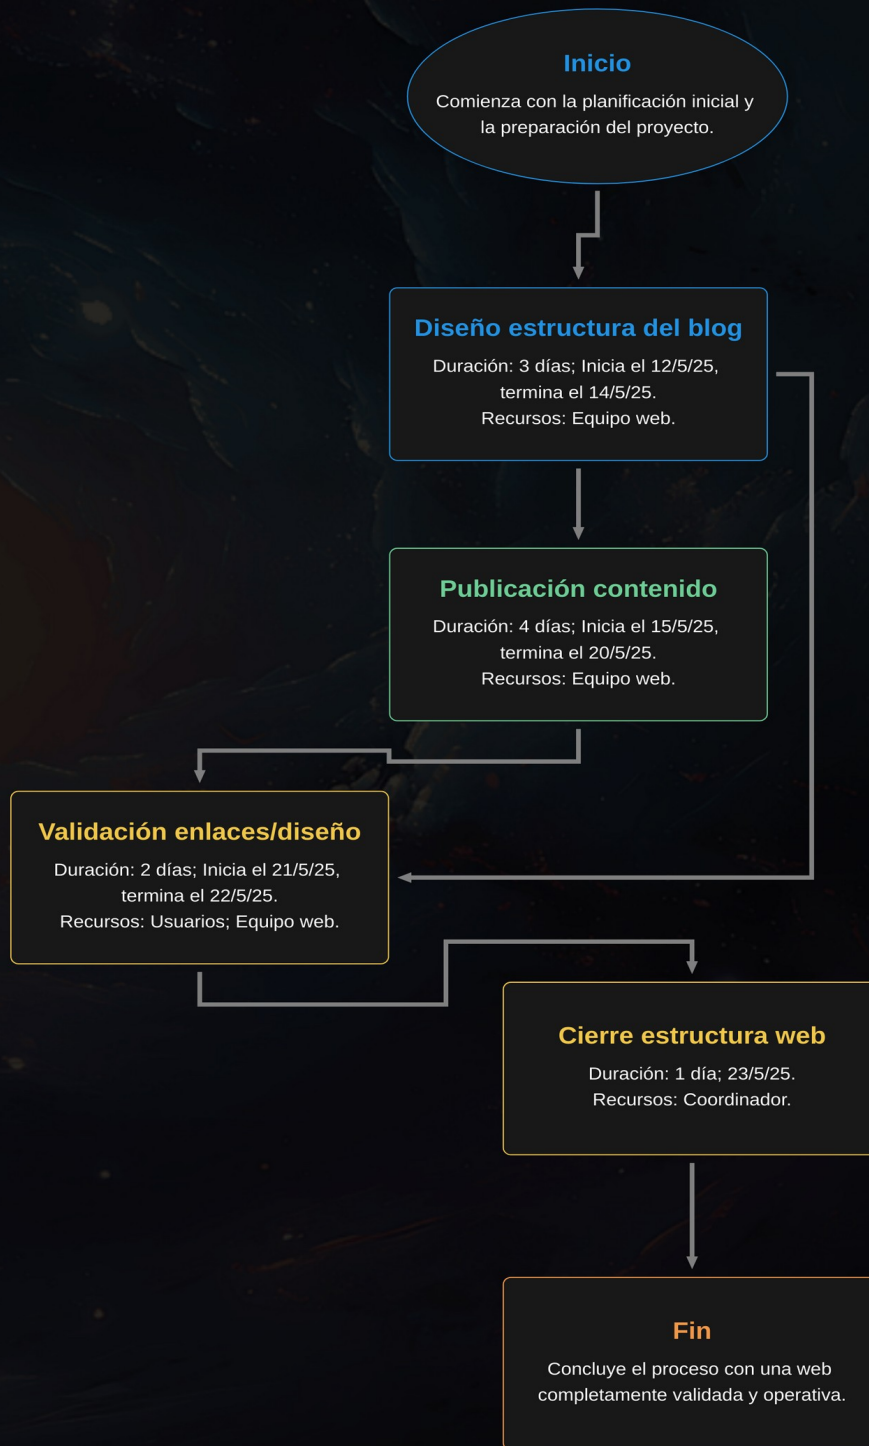 Inicio
Comienza con la planificación inicial y
la preparación del proyecto.
Diseño estructura del blog
Duración: 3 días; Inicia el 12/5/25,
termina el 14/5/25.
Recursos: Equipo web.
Publicación contenido
Duración: 4 días; Inicia el 15/5/25,
termina el 20/5/25.
Recursos: Equipo web.
Validación enlaces/diseño
Duración: 2 días; Inicia el 21/5/25,
termina el 22/5/25.
Recursos: Usuarios; Equipo web.
Cierre estructura web
Duración: 1 día; 23/5/25.
Recursos: Coordinador.
Fin
Concluye el proceso con una web
completamente validada y operativa.